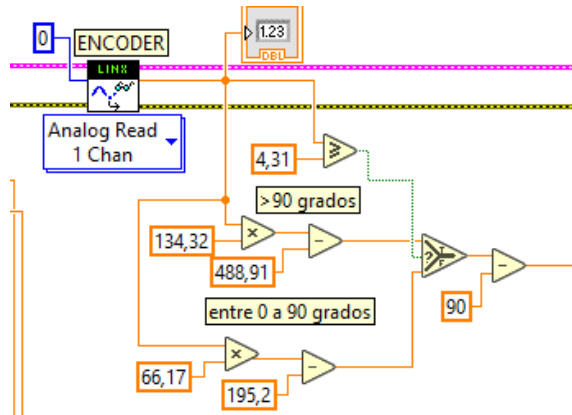 0
ENCODER
1.23
DBL
LINX
Analog Read
1 Chan
4,31
>90 grados
134,32
488,91
90
entre 0 a 90 grados
66,17
195,2
x
-
≥
x
-
?
T
F
-